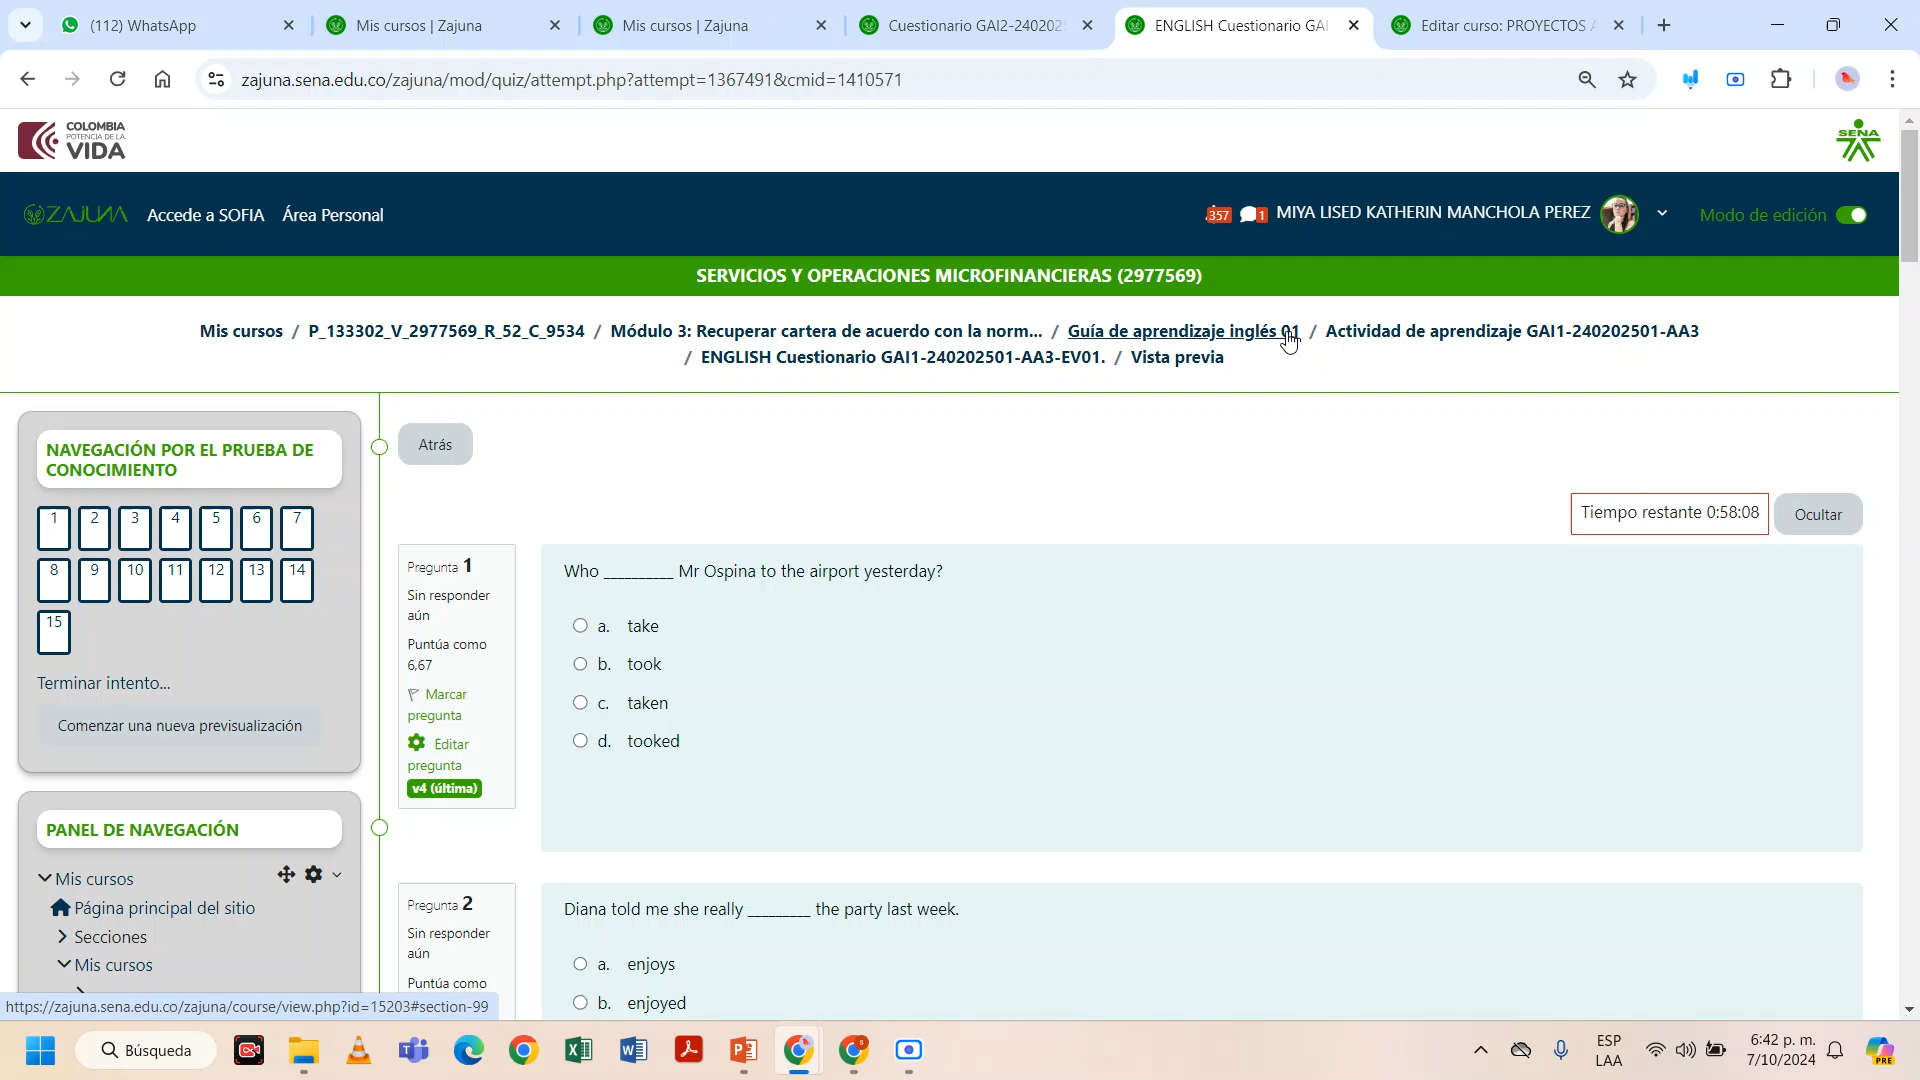 (112) WhatsApp
Mis cursos | Zajuna
Mis cursos | Zajuna
Cuestionario GAI2-240202
ENGLISH Cuestionario GAI
Editar curso: PROYECTOS A
zajuna.sena.edu.co/zajuna/mod/quiz/attempt.php?attempt=1367491&cmid=1410571
COLOMBIA
POTENCIA DE LA
VIDA
SENA
ZAJUNA
Accede a SOFIA
Área Personal
357
1
MIYA LISED KATHERIN MANCHOLA PEREZ
Modo de edición
SERVICIOS Y OPERACIONES MICROFINANCIERAS (2977569)
Mis cursos / P_133302_V_2977569_R_52_C_9534 / Módulo 3: Recuperar cartera de acuerdo con la norm... / Guía de aprendizaje inglés 01 / Actividad de aprendizaje GAI1-240202501-AA3
/ ENGLISH Cuestionario GAI1-240202501-AA3-EV01. / Vista previa
NAVEGACIÓN POR EL PRUEBA DE
CONOCIMIENTO
1 2 3 4 5 6 7
8 9 10 11 12 13 14
15
Terminar intento...
Comenzar una nueva previsualización
PANEL DE NAVEGACIÓN
Mis cursos
Página principal del sitio
Secciones
Mis cursos
https://zajuna.sena.edu.co/zajuna/course/view.php?id=15203#section-99
Atrás
Tiempo restante 0:58:08
Ocultar
Pregunta 1
Sin responder
aún
Puntúa como
6,67
Marcar
pregunta
Editar
pregunta
v4 (última)
Who __________ Mr Ospina to the airport yesterday?
a. take
b. took
c. taken
d. tooked
Pregunta 2
Sin responder
aún
Puntúa como
Diana told me she really _________ the party last week.
a. enjoys
b. enjoyed
Búsqueda
ESP
LAA
6:42 p. m.
7/10/2024
PRE